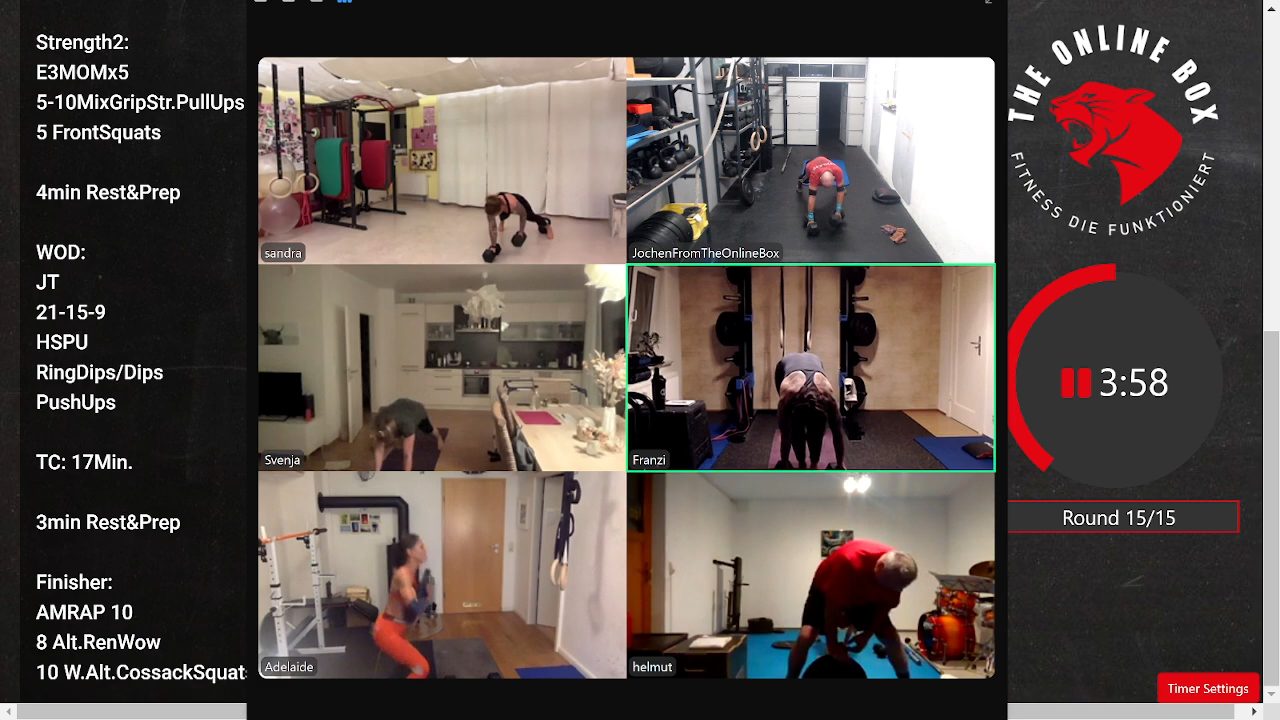 Strength2:
E3MOMx5
5-10MixGripStr.PullUps
5 FrontSquats
4min Rest&Prep
WOD:
JT
21-15-9
HSPU
RingDips/Dips
PushUps
TC: 17Min.
3min Rest&Prep
Finisher:
AMRAP 10
8 Alt.RenWow
10 W.Alt.CossackSquats
sandra
JochenFromTheOnlineBox
Svenja
Franzi
Adelaide
helmut
THE ONLINE BOX
FITNESS DIE FUNKTIONIERT
3:58
Round 15/15
Timer Settings